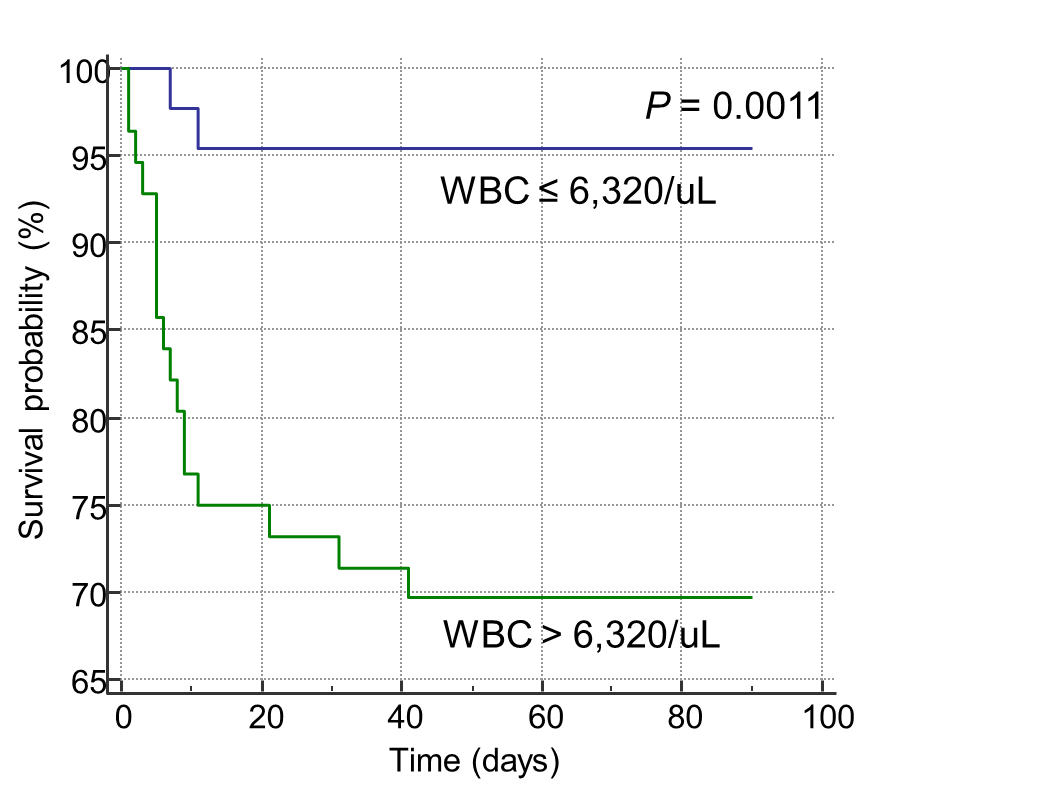 100
95
90
85
80
75
70
65
Survival probability (%)
P = 0.0011
WBC ≤ 6,320/uL
WBC > 6,320/uL
0 20 40 60 80 100
Time (days)